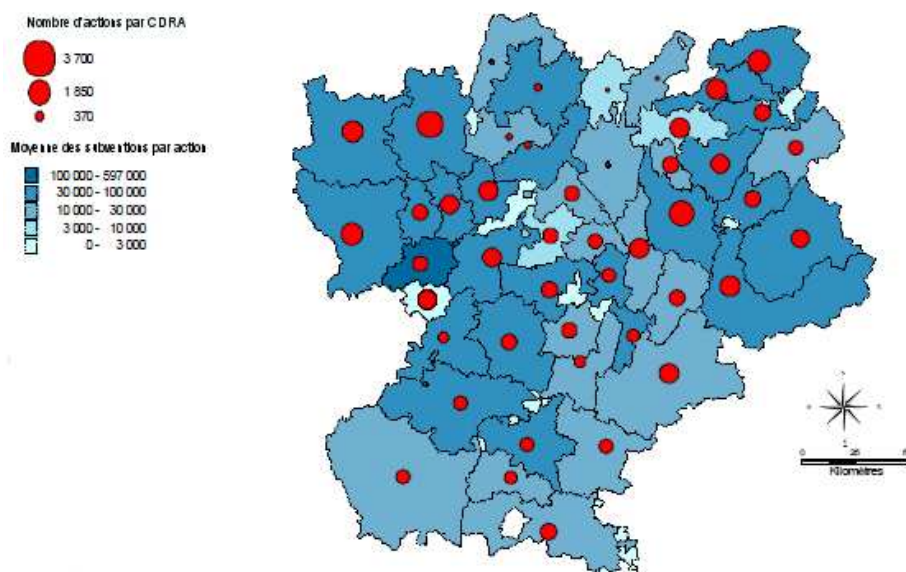 Nombre d'actions par CDRA
3 700
1 850
370
Moyenne des subventions par action
100 000 - 597 000
30 000 - 100 000
10 000 - 30 000
3 000 - 10 000
0 - 3 000
Kilomètres